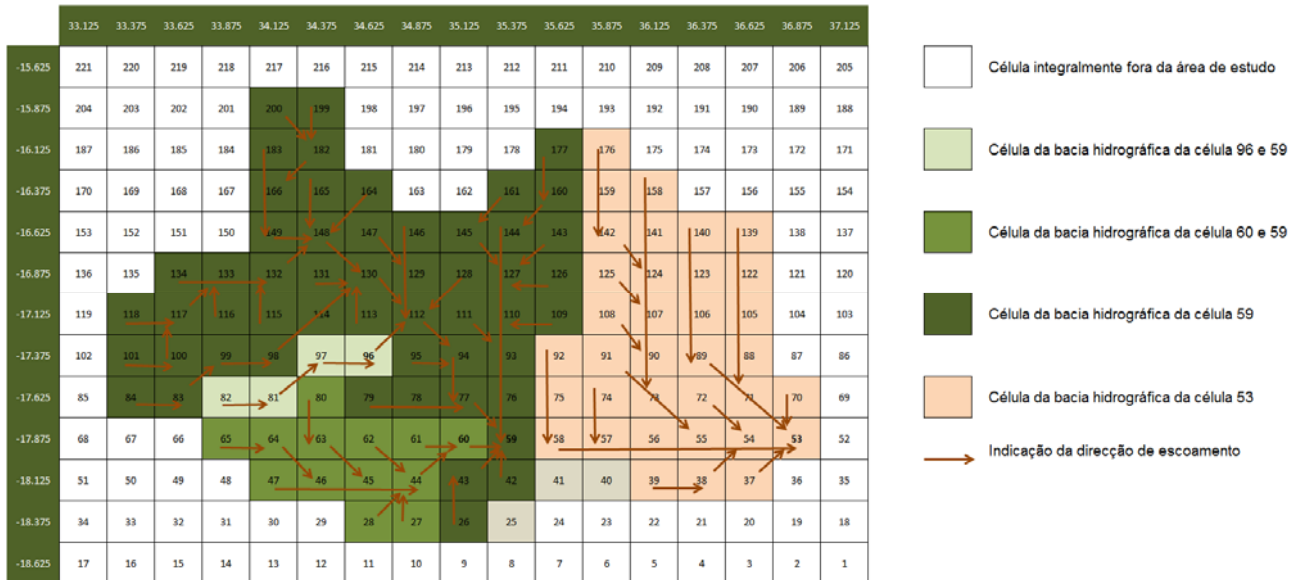 33.125 33.375 33.625 33.875 34.125 34.375 34.625 34.875 35.125 35.375 35.625 35.875 36.125 36.375 36.625 36.875 37.125
-15.625 221 220 219 218 217 216 215 214 213 212 211 210 209 208 207 206 205
-15.875 204 203 202 201 200 199 198 197 196 195 194 193 192 191 190 189 188
-16.125 187 186 185 184 183 182 181 180 179 178 177 176 175 174 173 172 171
-16.375 170 169 168 167 166 165 164 163 162 161 160 159 158 157 156 155 154
-16.625 153 152 151 150 149 148 147 146 145 144 143 142 141 140 139 138 137
-16.875 136 135 134 133 132 131 130 129 128 127 126 125 124 123 122 121 120
-17.125 119 118 117 116 115 114 113 112 111 110 109 108 107 106 105 104 103
-17.375 102 101 100 99 98 97 96 95 94 93 92 91 90 89 88 87 86
-17.625 85 84 83 82 81 80 79 78 77 76 75 74 73 72 71 70 69
-17.875 68 67 66 65 64 63 62 61 60 59 58 57 56 55 54 53 52
-18.125 51 50 49 48 47 46 45 44 43 42 41 40 39 38 37 36 35
-18.375 34 33 32 31 30 29 28 27 26 25 24 23 22 21 20 19 18
-18.625 17 16 15 14 13 12 11 10 9 8 7 6 5 4 3 2 1
Célula integralmente fora da área de estudo
Célula da bacia hidrográfica da célula 96 e 59
Célula da bacia hidrográfica da célula 60 e 59
Célula da bacia hidrográfica da célula 59
Célula da bacia hidrográfica da célula 53
Indicação da direcção de escoamento